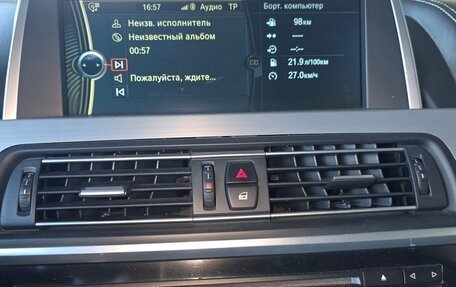 16:57
Аудио
TP
Неизв. исполнитель
Неизвестный альбом
00:57
Пожалуйста, ждите...
Борт. компьютер
98км
--:--
21.9 л/100км
27.0км/ч